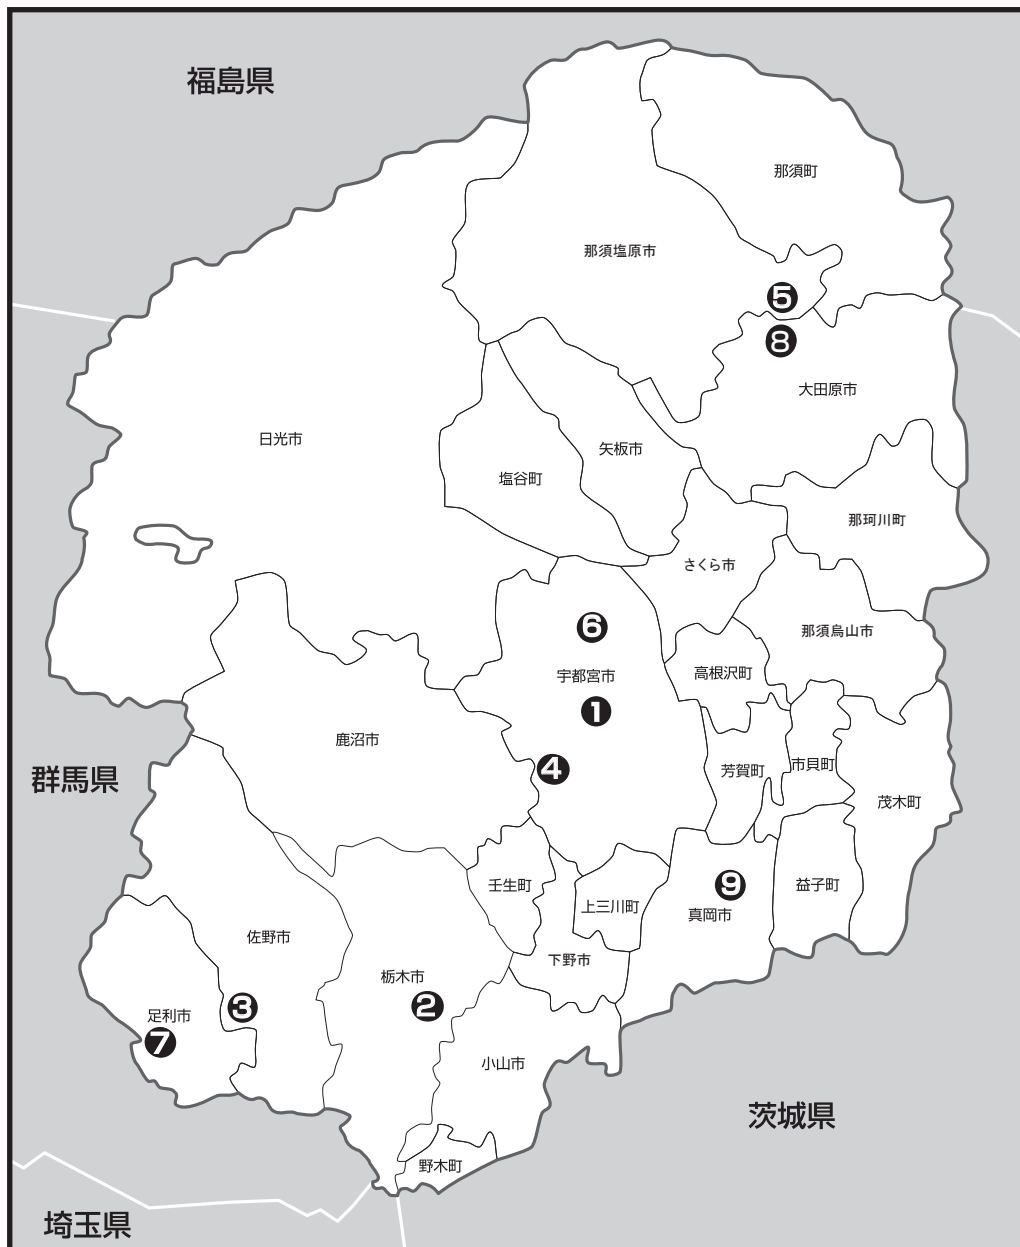 福島県
那須町
那須塩原市
❺
❽
大田原市
日光市
矢板市
塩谷町
那珂川町
さくら市
❻
那須烏山市
高根沢町
宇都宮市
❶
鹿沼市
❹
芳賀町
市貝町
群馬県
茂木町
壬生町
❾
益子町
上三川町
真岡市
佐野市
下野市
栃木市
❸
❷
足利市
❼
小山市
茨城県
野木町
埼玉県